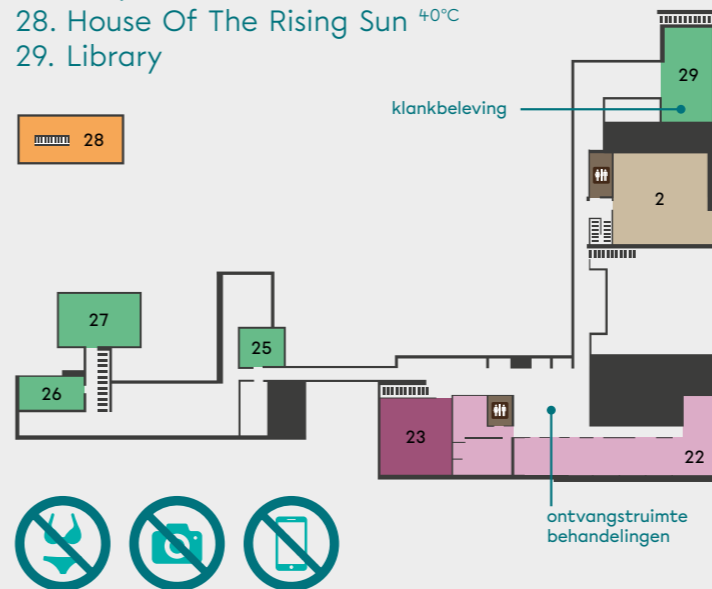 28. House Of The Rising Sun 40°C
29. Library
29
klankbeleving
28
2
27
25
26
23
22
ontvangstruimte
behandelingen